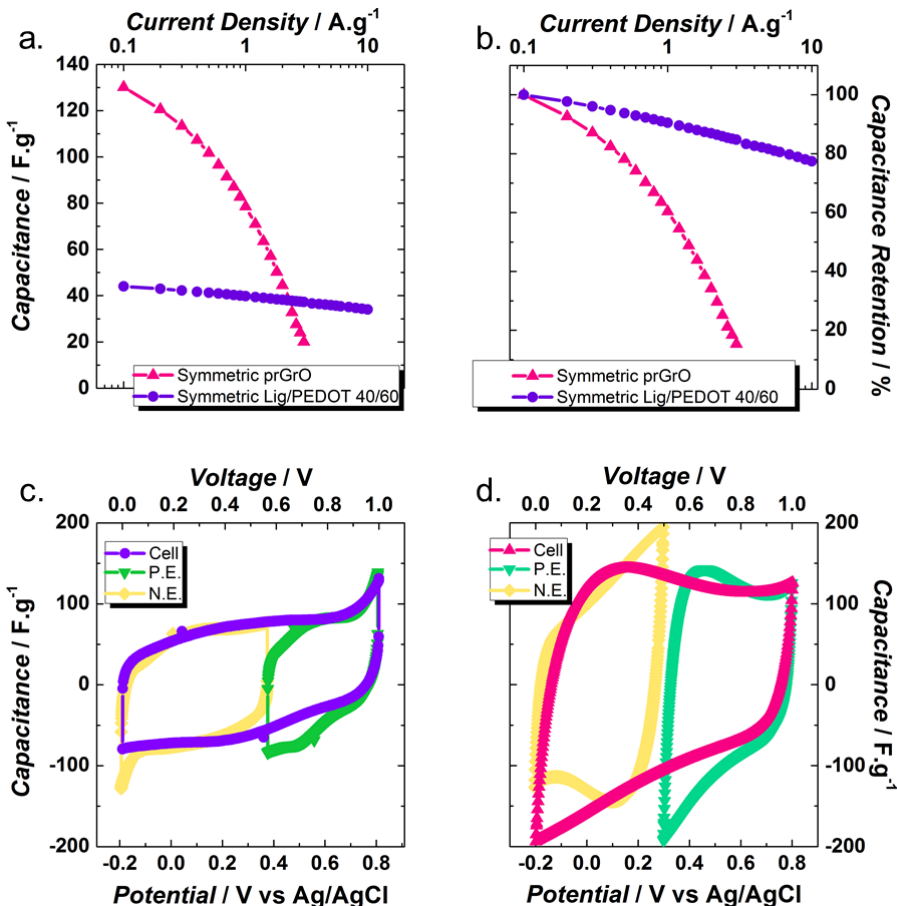 a.
Current Density / A.g-1
0.1 1 10
Capacitance / F.g-1
140
120
100
80
60
40
20
0
Symmetric prGrO
Symmetric Lig/PEDOT 40/60
b.
Current Density / A.g-1
0.1 1 10
100
80
60
40
20
0
Capacitance Retention / %
Symmetric prGrO
Symmetric Lig/PEDOT 40/60
c.
Voltage / V
0.0 0.2 0.4 0.6 0.8 1.0
Capacitance / F.g-1
200
100
0
-100
-200
Cell
P.E.
N.E.
-0.2 0.0 0.2 0.4 0.6 0.8
Potential / V vs Ag/AgCl
d.
Voltage / V
0.0 0.2 0.4 0.6 0.8 1.0
Cell
P.E.
N.E.
200
100
0
-100
-200
Capacitance / F.g-1
-0.2 0.0 0.2 0.4 0.6 0.8
Potential / V vs Ag/AgCl